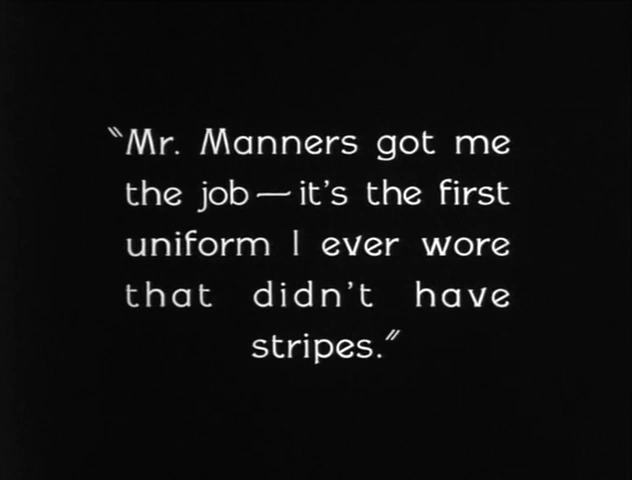 "Mr. Manners got me
the job — it's the first
uniform I ever wore
that didn't have
stripes."